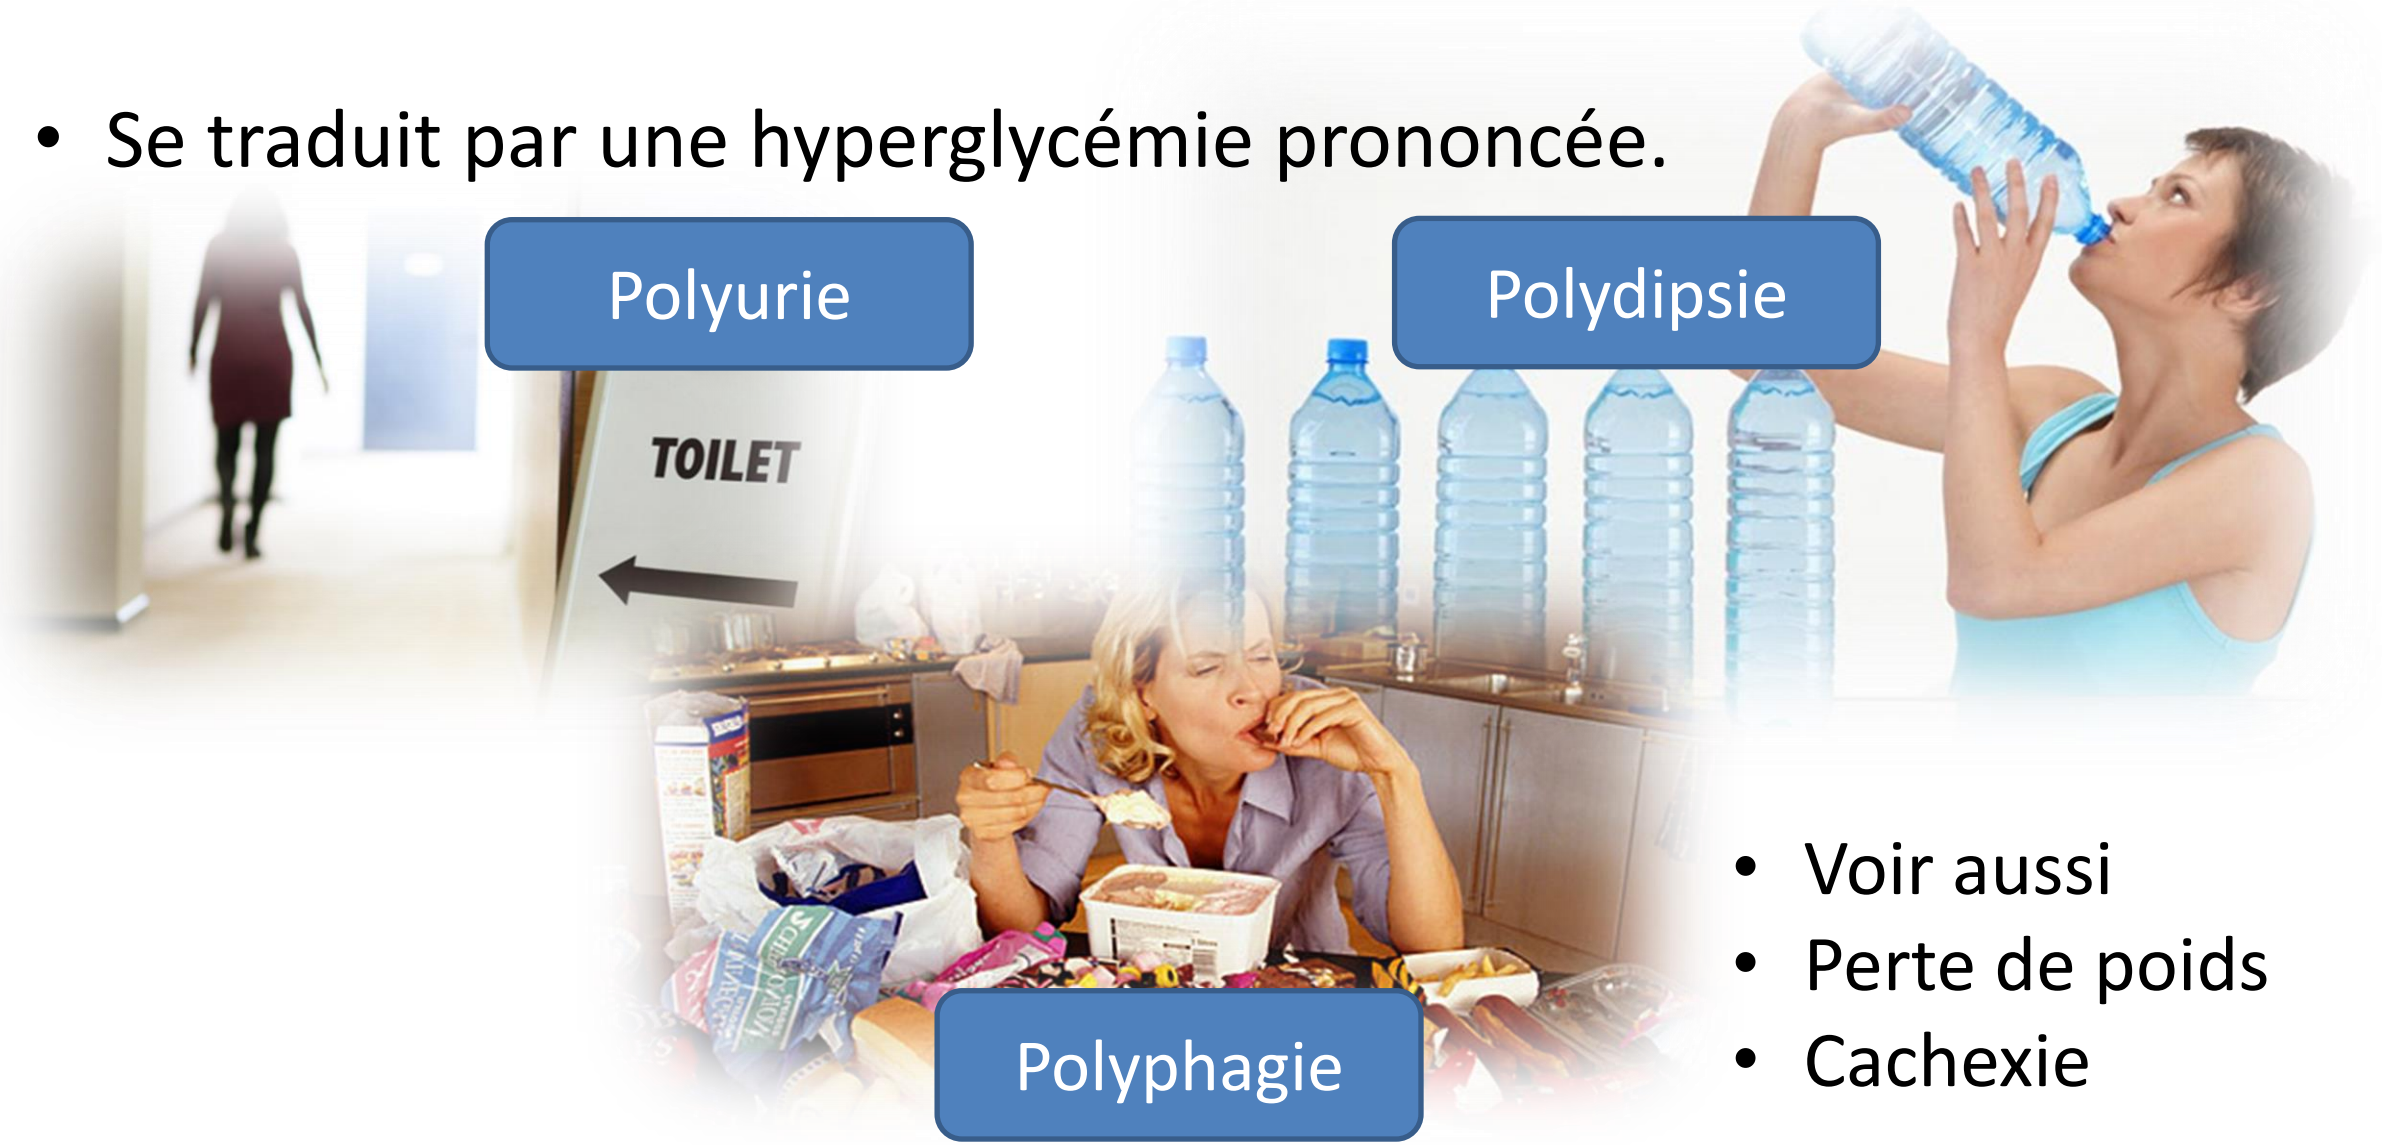 • Se traduit par une hyperglycémie prononcée.
Polyurie
Polydipsie
TOILET
Polyphagie
• Voir aussi
• Perte de poids
• Cachexie